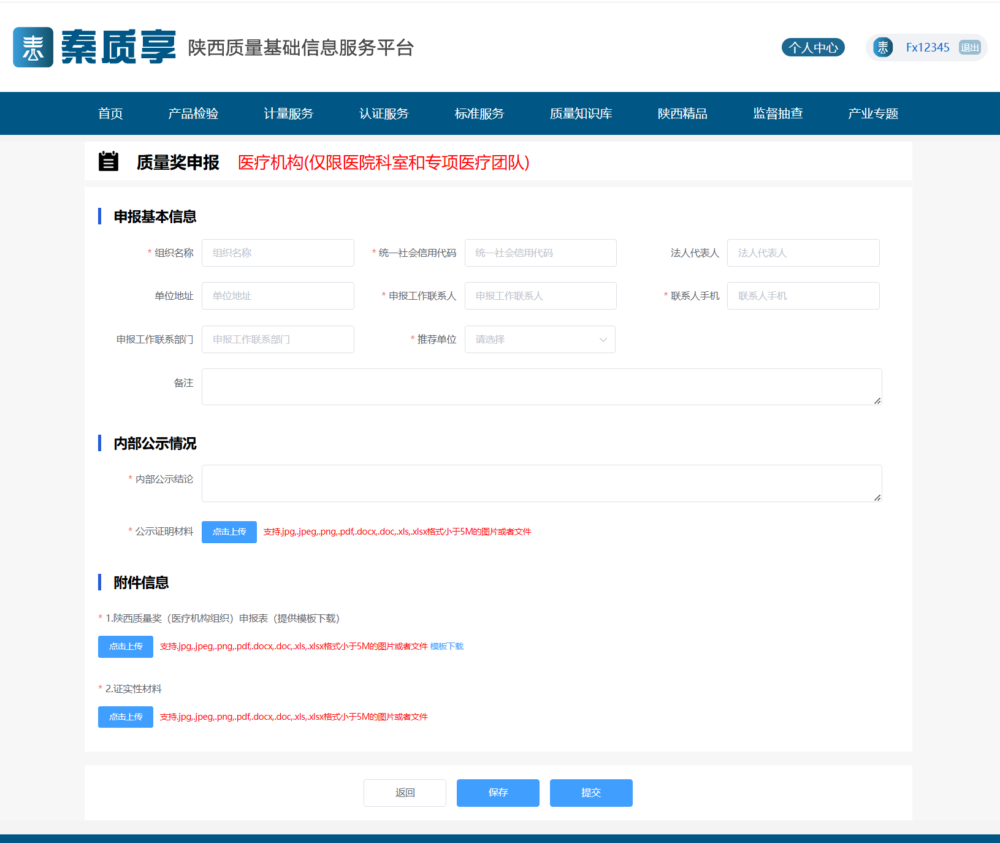 秦质享 陕西质量基础信息服务平台 个人中心 Fx12345 退出
首页 产品检验 计量服务 认证服务 标准服务 质量知识库 陕西精品 监督抽查 产业专题
质量奖申报 医疗机构(仅限医院科室和专项医疗团队)
申报基本信息
* 组织名称 组织名称 * 统一社会信用代码 统一社会信用代码 法人代表人 法人代表人
单位地址 单位地址 * 申报工作联系人 申报工作联系人 * 联系人手机 联系人手机
申报工作联系部门 申报工作联系部门 * 推荐单位 请选择
备注
内部公示情况
* 内部公示结论
* 公示证明材料 点击上传 支持.jpg,.jpeg,.png,.pdf,.docx,.doc,.xls,.xlsx格式小于5M的图片或者文件
附件信息
* 1.陕西质量奖（医疗机构组织）申报表（提供模板下载）
点击上传 支持.jpg,.jpeg,.png,.pdf,.docx,.doc,.xls,.xlsx格式小于5M的图片或者文件 模板下载
* 2.证实性材料
点击上传 支持.jpg,.jpeg,.png,.pdf,.docx,.doc,.xls,.xlsx格式小于5M的图片或者文件
返回 保存 提交